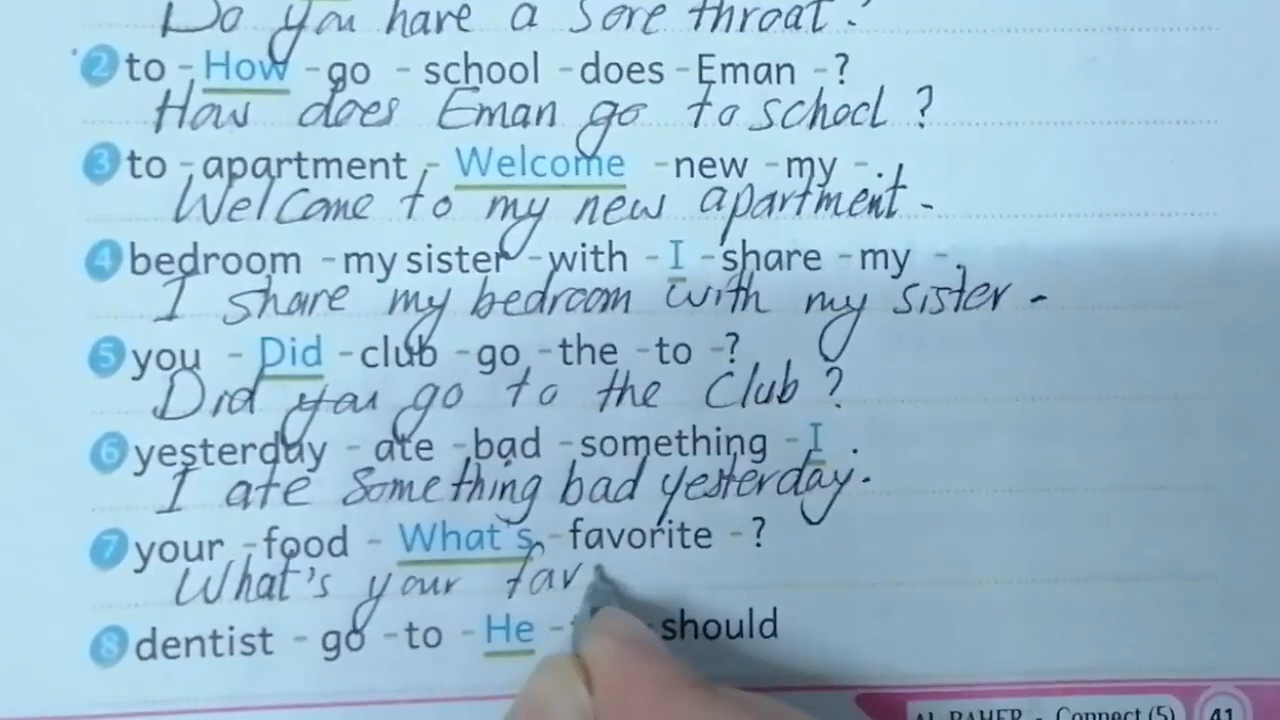 Do you have a Sore throat?
2 to - How - go - school - does - Eman - ?
How does Eman go to school ?
3 to - apartment - Welcome - new - my - .
Welcome to my new apartment -
4 bedroom - my sister - with - I - share - my - .
I share my bedroom with my sister -
5 you - Did - club - go - the - to - ?
Did you go to the Club ?
6 yesterday - ate - bad - something - I .
I ate Something bad yesterday.
7 your - food - What's - favorite - ?
What's your fav
8 dentist - go - to - He - should
AL BAHER - Connect (5) 41